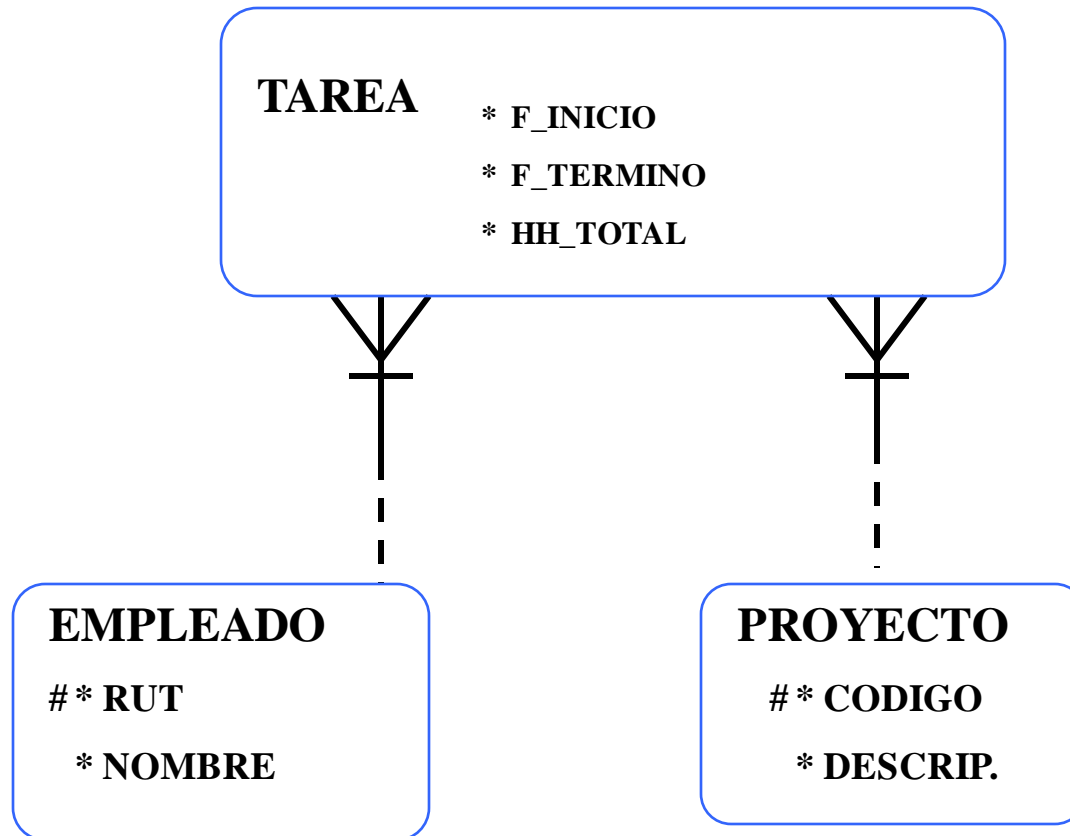 TAREA
* F_INICIO
* F_TERMINO
* HH_TOTAL
EMPLEADO
# * RUT
* NOMBRE
PROYECTO
# * CODIGO
* DESCRIP.